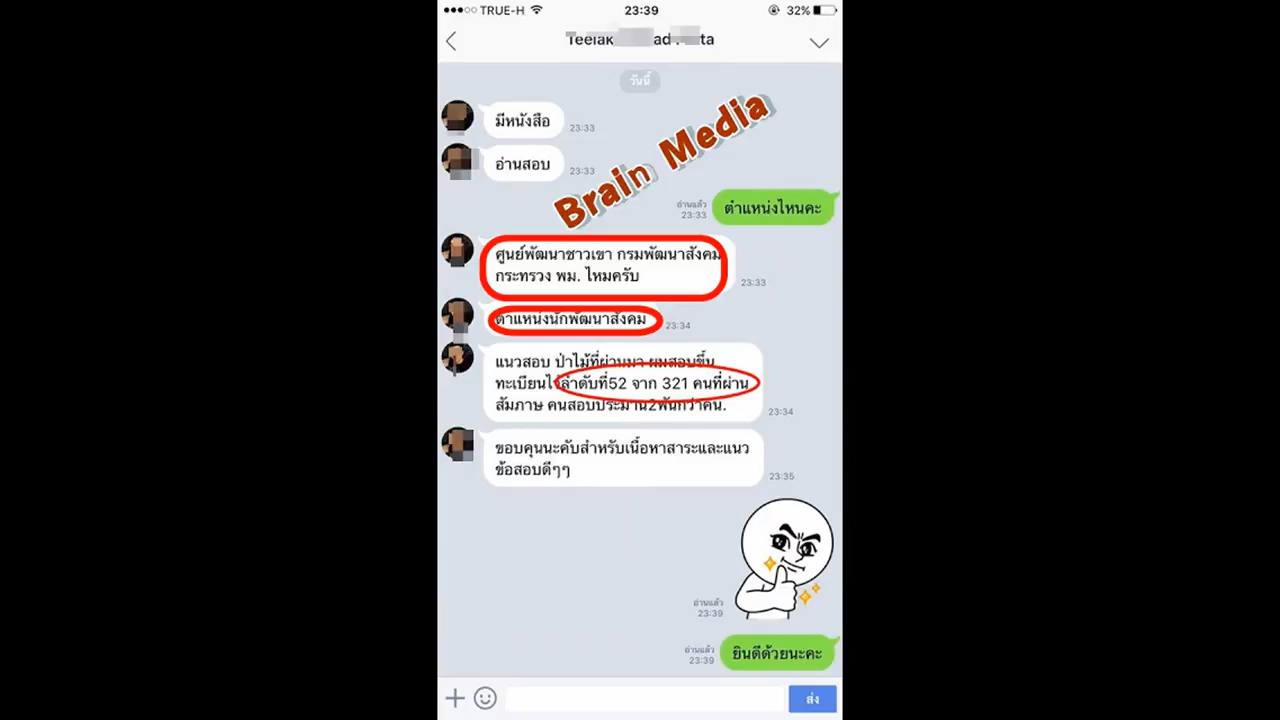 TRUE-H 23:39 32%
Teelak ad ta
วันนี้
มีหนังสือ
23:33
อ่านสอบ
23:33
Brain Media
อ่านแล้ว
23:33
ตำแหน่งไหนคะ
ศูนย์พัฒนาชาวเขา กรมพัฒนาสังคม
กระทรวง พม. ไหมครับ
23:33
ตำแหน่งนักพัฒนาสังคม
23:34
แนวสอบ ป่าไม้ที่ผ่านมา ผมสอบขึ้น
ทะเบียนได้ลำดับที่52 จาก 321 คนที่ผ่าน
สัมภาษ คนสอบประมาน2พันกว่าคน.
23:34
ขอบคุนนะคับสำหรับเนื้อหาสาระและแนว
ข้อสอบดีๆๆ
23:35
อ่านแล้ว
23:39
อ่านแล้ว
23:39
ยินดีด้วยนะคะ
ส่ง